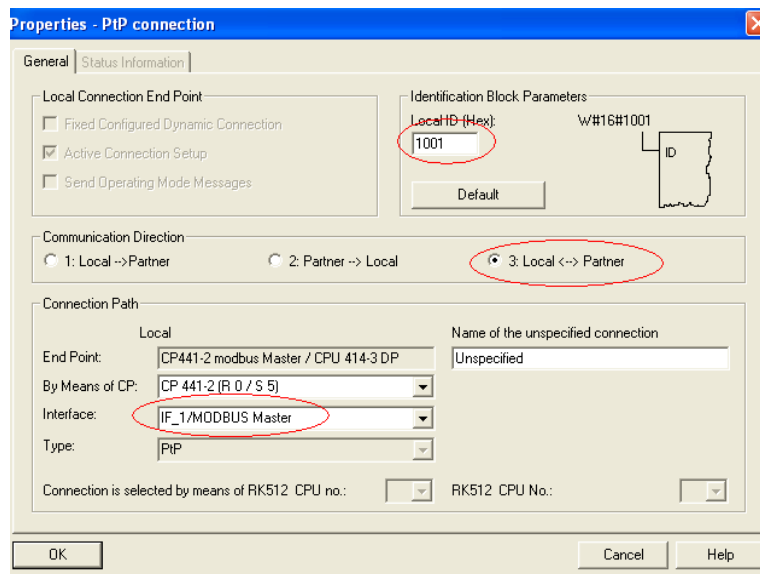 Properties - PtP connection
General Status Information
Local Connection End Point
Fixed Configured Dynamic Connection
Active Connection Setup
Send Operating Mode Messages
Identification Block Parameters
Local ID (Hex): W#16#1001
1001
ID
Default
Communication Direction
1: Local -->Partner 2: Partner --> Local 3: Local <--> Partner
Connection Path
Local Name of the unspecified connection
End Point: CP441-2 modbus Master / CPU 414-3 DP Unspecified
By Means of CP: CP 441-2 (R 0 / S 5)
Interface: IF_1/MODBUS Master
Type: PtP
Connection is selected by means of RK512 CPU no.: RK512 CPU No.:
OK Cancel Help